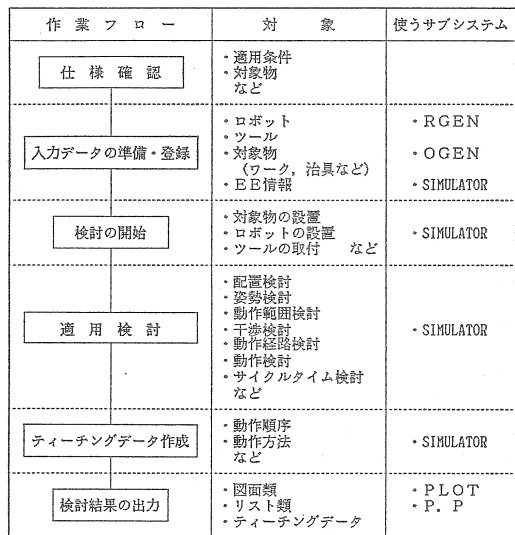 作業フロー 対象 使うサブシステム
仕様確認
・適用条件
・対象物
など
入力データの準備・登録
・ロボット
・ツール
・対象物
(ワーク,治具など)
・EE情報
・RGEN
・OGEN
・SIMULATOR
検討の開始
・対象物の設置
・ロボットの設置
・ツールの取付 など
・SIMULATOR
適用検討
・配置検討
・姿勢検討
・動作範囲検討
・干渉検討
・動作経路検討
・動作検討
・サイクルタイム検討
など
・SIMULATOR
ティーチングデータ作成
・動作順序
・動作方法
など
・SIMULATOR
検討結果の出力
・図面類
・リスト類
・ティーチングデータ
・PLOT
・P.P